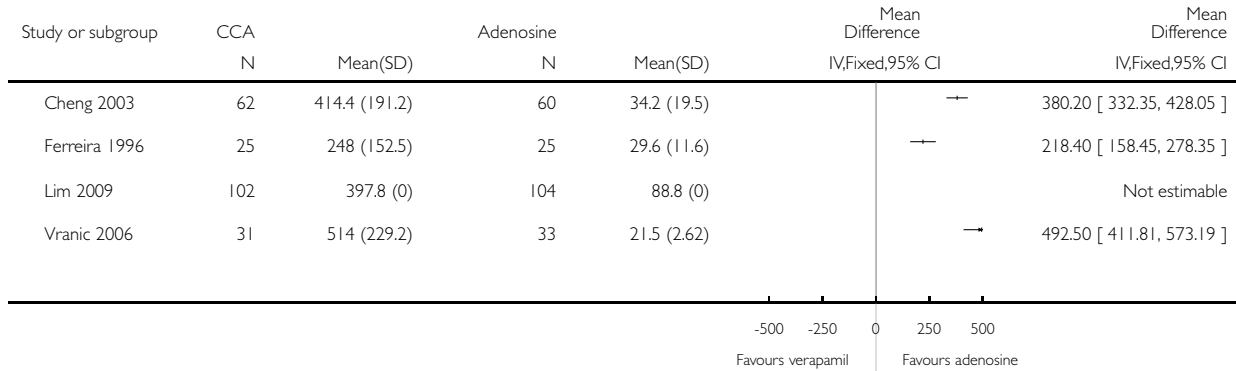 Mean Mean
Study or subgroup CCA Adenosine Difference Difference
N Mean(SD) N Mean(SD) IV,Fixed,95% CI IV,Fixed,95% CI
Cheng 2003 62 414.4 (191.2) 60 34.2 (19.5) 380.20 [ 332.35, 428.05 ]
Ferreira 1996 25 248 (152.5) 25 29.6 (11.6) 218.40 [ 158.45, 278.35 ]
Lim 2009 102 397.8 (0) 104 88.8 (0) Not estimable
Vranic 2006 31 514 (229.2) 33 21.5 (2.62) 492.50 [ 411.81, 573.19 ]
-500 -250 0 250 500
Favours verapamil Favours adenosine